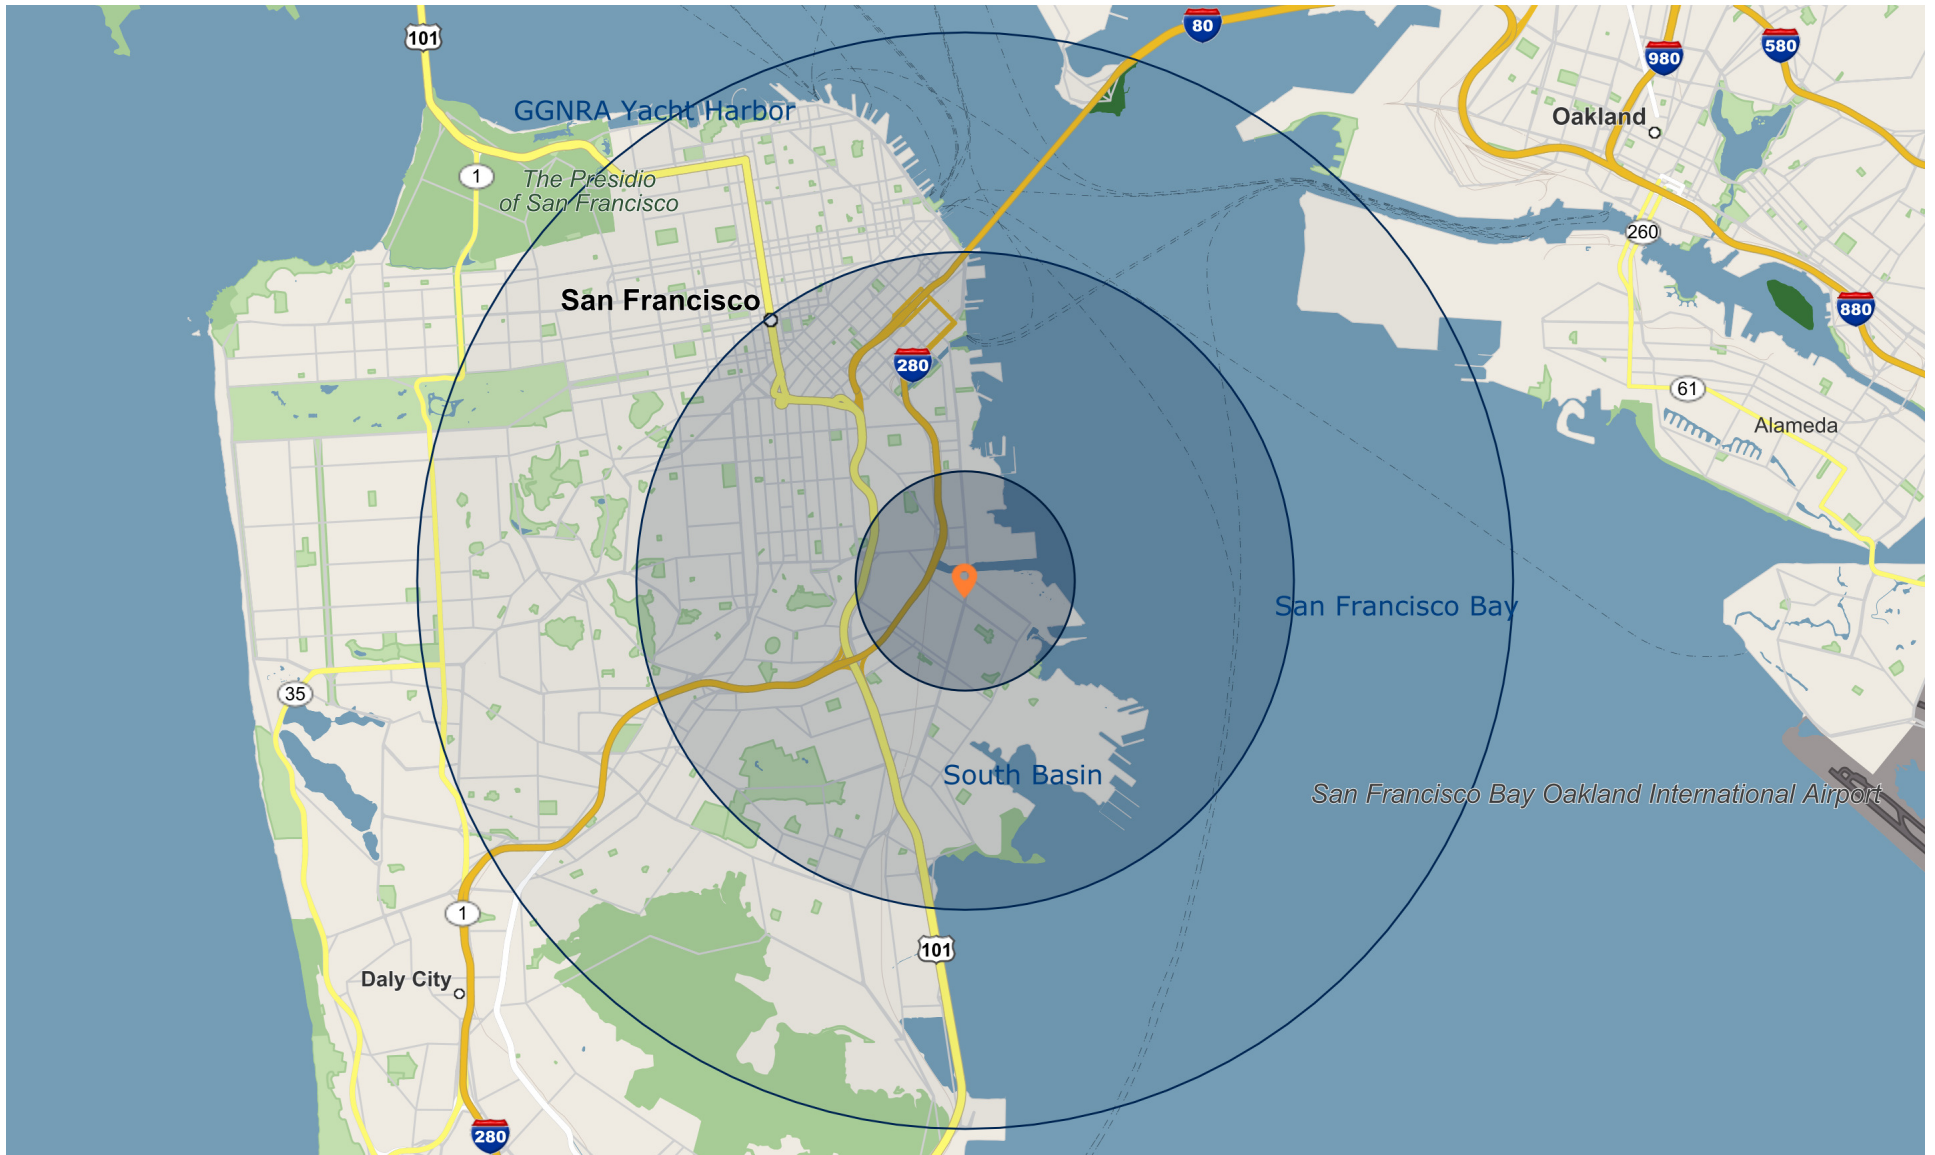 101
80
980
580
GGNRA Yacht Harbor
Oakland
1
The Presidio
of San Francisco
260
San Francisco
880
280
61
Alameda
San Francisco Bay
35
South Basin
San Francisco Bay Oakland International Airport
1
101
Daly City
280